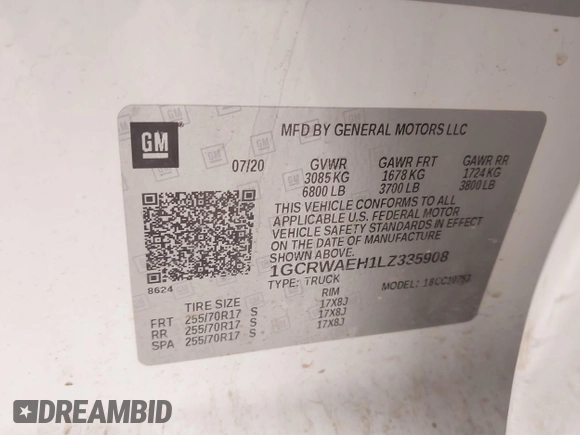 GM
MFD BY GENERAL MOTORS LLC
07/20 GVWR GAWR FRT GAWR RR
3085 KG 1678 KG 1724 KG
6800 LB 3700 LB 3800 LB
THIS VEHICLE CONFORMS TO ALL
APPLICABLE U.S. FEDERAL MOTOR
VEHICLE SAFETY STANDARDS IN
EFFECT ON THE DATE OF MANUFACTURE
SHOWN ABOVE.
1GCRWAEH1LZ335908
TYPE: TRUCK MODEL:
8624
TIRE SIZE RIM
FRT 255/70R17 S 17X8J
RR 255/70R17 S 17X8J
SPA 255/70R17 S 17X8J
DREAMBID